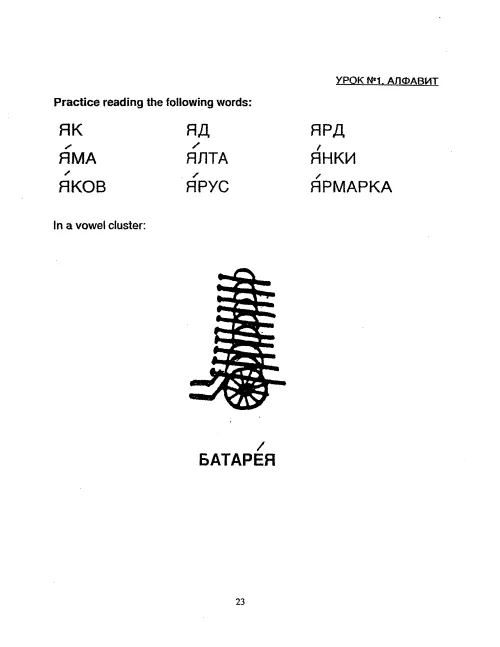 УРОК №1. АЛФАВИТ
Practice reading the following words:
ЯК ЯД ЯРД
Я́МА Я́ЛТА Я́НКИ
Я́КОВ Я́РУС Я́РМАРКА
In a vowel cluster:
БАТАРЕ́Я
23